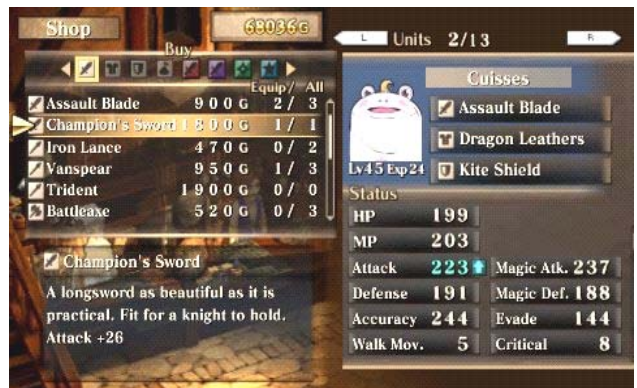 Shop
68036G
Buy
Equip/ All
Assault Blade 900G 2/ 3
Champion's Sword 1800G 1/ 1
Iron Lance 470G 0/ 2
Vanspear 950G 1/ 3
Trident 1900G 0/ 0
Battleaxe 520G 0/ 3
Champion's Sword
A longsword as beautiful as it is
practical. Fit for a knight to hold.
Attack +26
L Units 2/13 R
Cuisses
Assault Blade
Dragon Leathers
Kite Shield
Lv45 Exp24
Status
HP 199
MP 203
Attack 223 Magic Atk. 237
Defense 191 Magic Def. 188
Accuracy 244 Evade 144
Walk Mov. 5 Critical 8